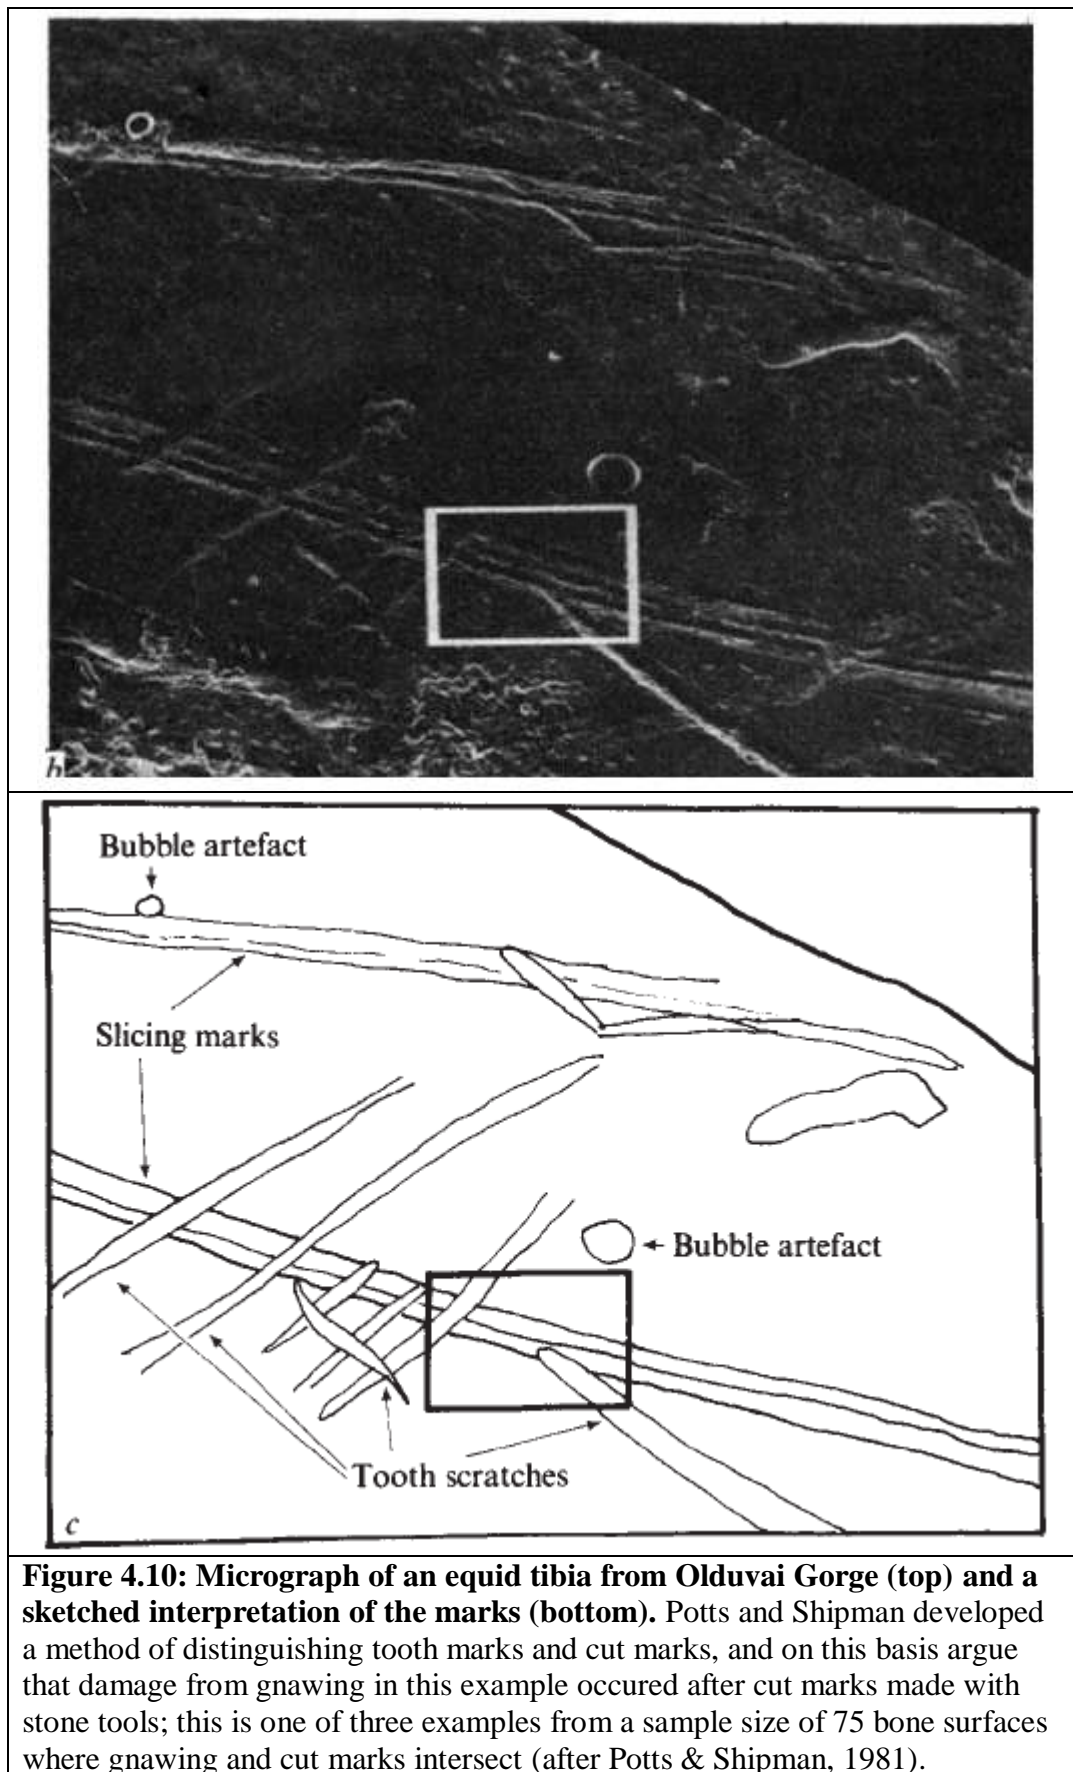 b
Bubble artefact
Slicing marks
Bubble artefact
Tooth scratches
c
Figure 4.10: Micrograph of an equid tibia from Olduvai Gorge (top) and a
sketched interpretation of the marks (bottom). Potts and Shipman developed
a method of distinguishing tooth marks and cut marks, and on this basis argue
that damage from gnawing in this example occured after cut marks made with
stone tools; this is one of three examples from a sample size of 75 bone surfaces
where gnawing and cut marks intersect (after Potts & Shipman, 1981).